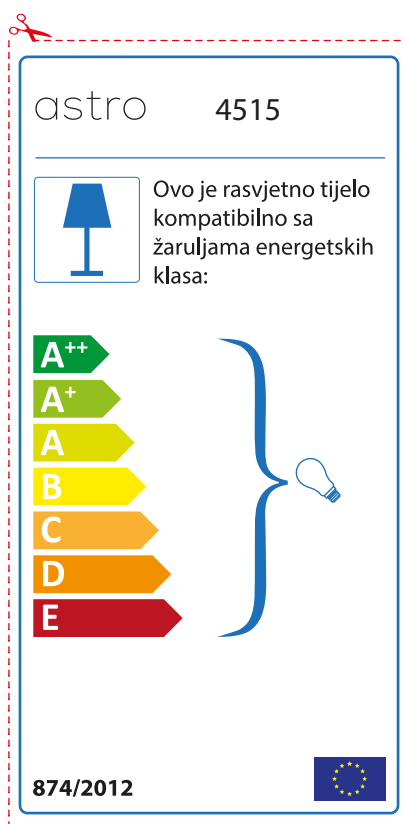 astro 4515
Ovo je rasvjetno tijelo
kompatibilno sa
žaruljama energetskih
klasa:
A++
A+
A
B
C
D
E
874/2012